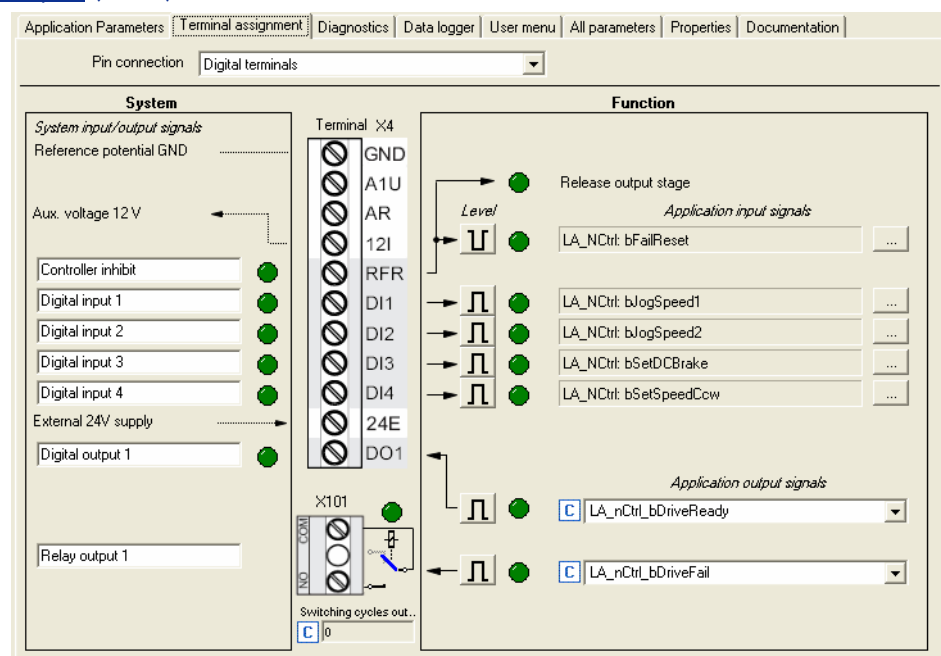 Application Parameters Terminal assignment Diagnostics Data logger User menu All parameters Properties Documentation
Pin connection Digital terminals
System Function
System input/output signals
Terminal X4
Reference potential GND
GND
A1U
Release output stage
Aux. voltage 12 V
AR
Level
Application input signals
12I
LA_NCtrl: bFailReset ...
Controller inhibit
RFR
Digital input 1 DI1 LA_NCtrl: bJogSpeed1 ...
Digital input 2 DI2 LA_NCtrl: bJogSpeed2 ...
Digital input 3 DI3 LA_NCtrl: bSetDCBrake ...
Digital input 4 DI4 LA_NCtrl: bSetSpeedCcw ...
External 24V supply 24E
Digital output 1 DO1
Application output signals
X101
C LA_nCtrl_bDriveReady
COM
Relay output 1
NO
C LA_nCtrl_bDriveFail
Switching cycles out..
C 0